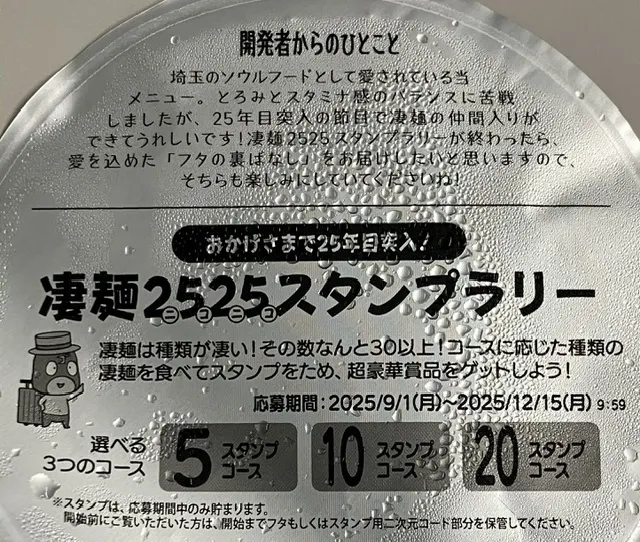 開発者からのひとこと
埼玉のソウルフードとして愛されている当
メニュー。とろみとスタミナ感のバランスに苦戦
しましたが、25年目突入の節目で凄麺の仲間入りが
できてうれしいです!凄麺2525スタンプラリーが終わったら、
愛を込めた「フタの裏ばなし」をお届けしたいと思いますので、
そちらも楽しみにしていてくださいね!
おかげさまで25年目突入!
凄麺2525スタンプラリー
ニコニコ
凄麺は種類が凄い!その数なんと30以上!コースに応じた種類の
凄麺を食べてスタンプをため、超豪華賞品をゲットしよう!
応募期間:2025/9/1(月)~2025/12/15(月) 9:59
選べる
3つのコース
5 スタンプコース
10 スタンプコース
20 スタンプコース
※スタンプは、応募期間中のみ貯まります。
開始前にご覧いただいた方は、開始までフタもしくはスタンプ用二次元コード部分を保管してください。